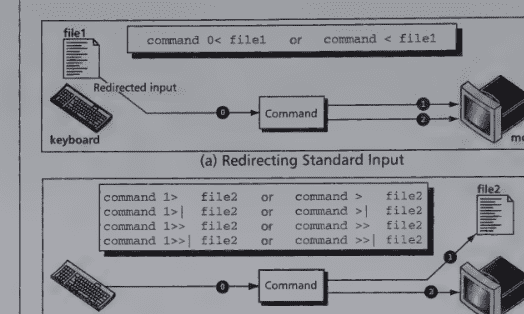 file1
command 0< file1 or command < file1
Redirected input
0
Command
1
2
keyboard
(a) Redirecting Standard Input
command 1> file2 or command > file2
command 1>| file2 or command >| file2
command 1>> file2 or command >> file2
command 1>>| file2 or command >>| file2
file2
1
0
Command
2